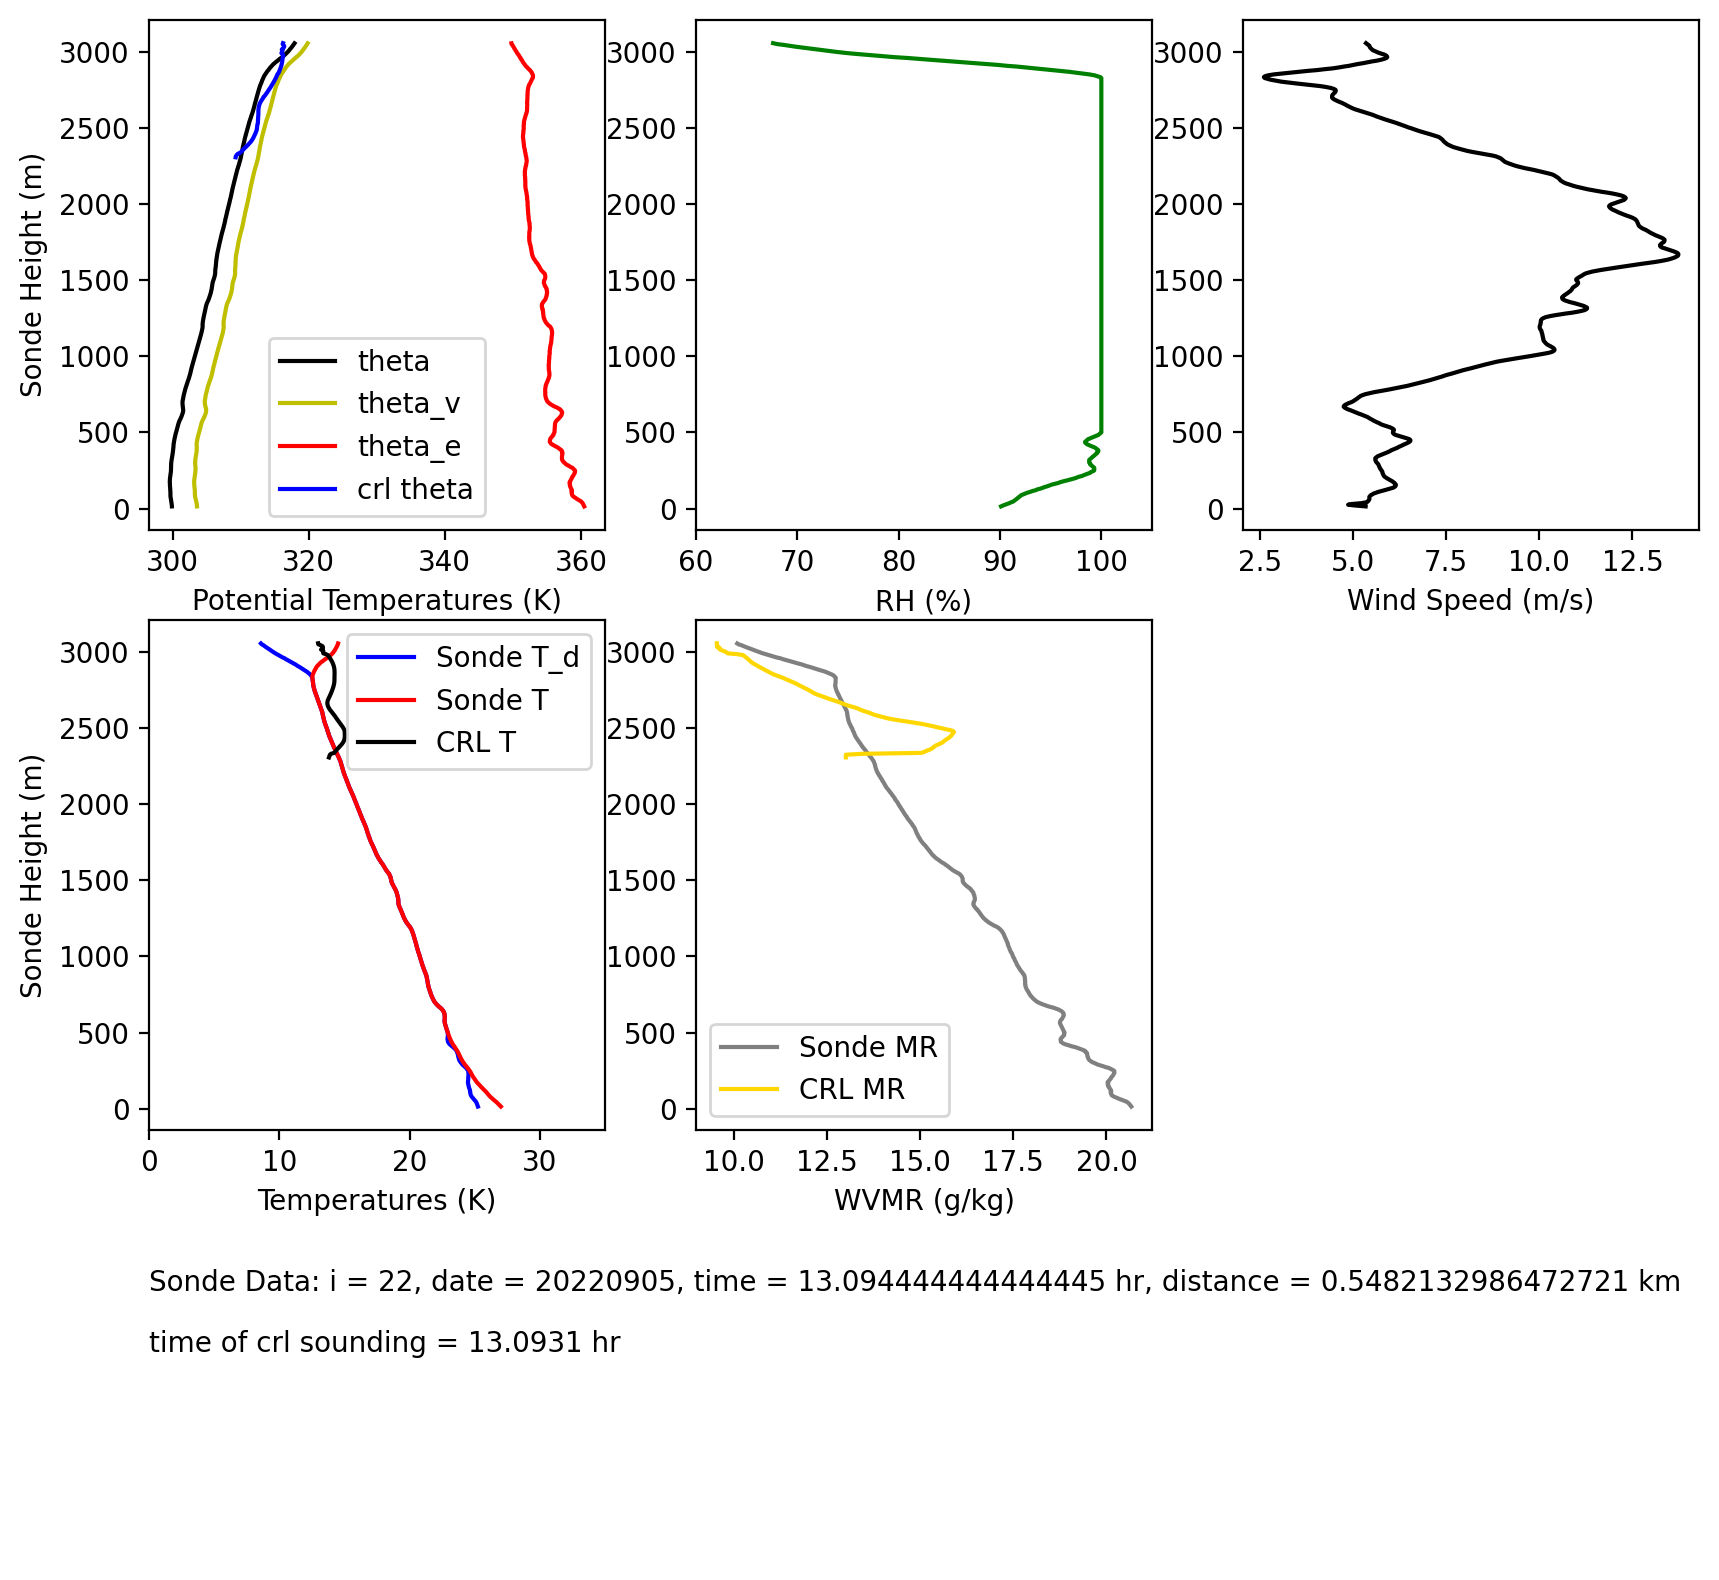 3000
2500
2000
1500
1000
500
0
Sonde Height (m)
theta
theta_v
theta_e
crl theta
300 320 340 360
Potential Temperatures (K)
3000
2500
2000
1500
1000
500
0
60 70 80 90 100
RH (%)
3000
2500
2000
1500
1000
500
0
2.5 5.0 7.5 10.0 12.5
Wind Speed (m/s)
3000
2500
2000
1500
1000
500
0
Sonde Height (m)
Sonde T_d
Sonde T
CRL T
0 10 20 30
Temperatures (K)
3000
2500
2000
1500
1000
500
0
Sonde MR
CRL MR
10.0 12.5 15.0 17.5 20.0
WVMR (g/kg)
Sonde Data: i = 22, date = 20220905, time = 13.094444444444445 hr, distance = 0.5482132986472721 km
time of crl sounding = 13.0931 hr